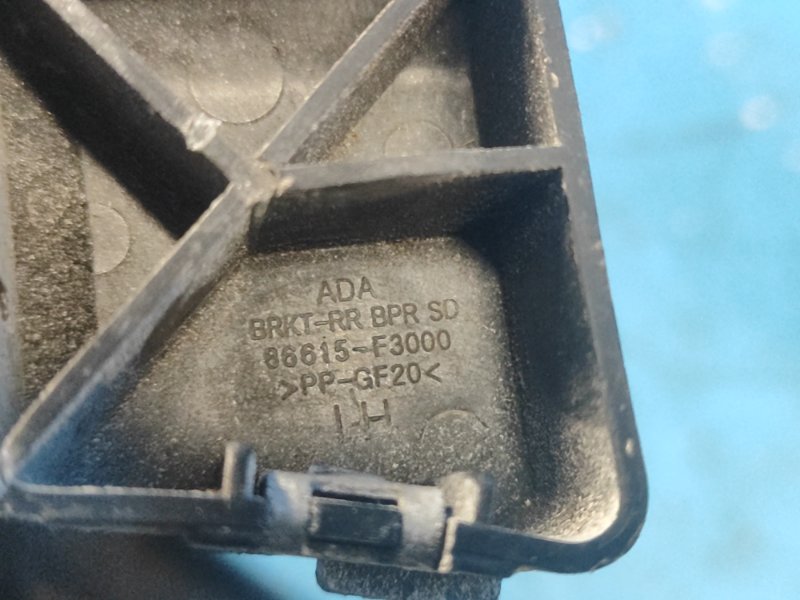 ADA
BRKT-RR BPR SD
86615-F3000
>PP-GF20<
LH